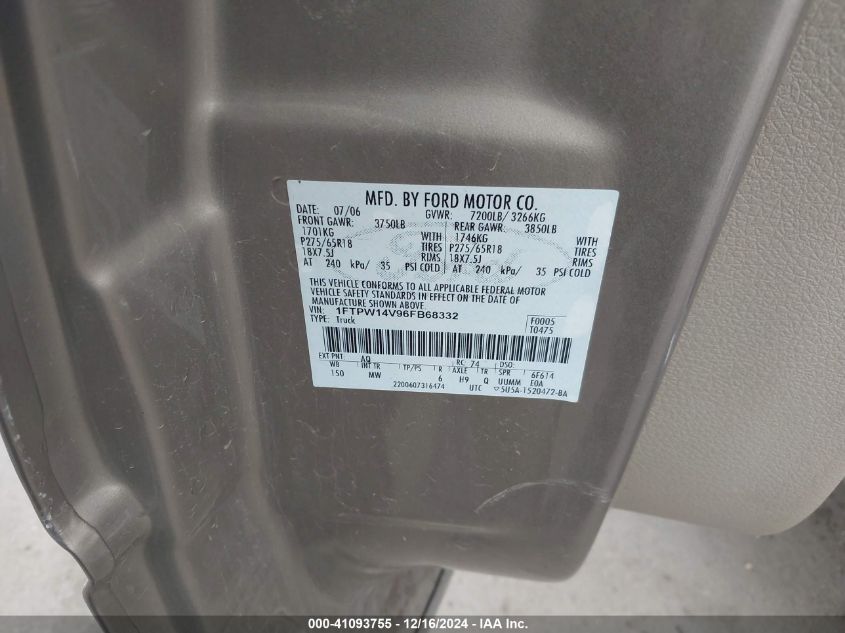 MFD. BY FORD MOTOR CO.
DATE: 07/06 GVWR: 7200LB/ 3266KG
FRONT GAWR: 3750LB REAR GAWR: 3850LB
1701KG WITH 1746KG WITH
P275/65R18 TIRES P275/65R18 TIRES
18X7.5J RIMS 18X7.5J RIMS
AT 240 kPa/ 35 PSI COLD AT 240 kPa/ 35 PSI COLD
THIS VEHICLE CONFORMS TO ALL APPLICABLE FEDERAL MOTOR
VEHICLE SAFETY STANDARDS IN EFFECT ON THE DATE OF
MANUFACTURE SHOWN ABOVE.
VIN: 1FTPW14V96FB68332 F0005
TYPE: Truck T0475
EXT PNT AQ RC: 74 DSO:
WB INT TR TP/PS R AXLE TR SPR 6F614
150 MW 6 H9 Q UUMM E0A
2200607316474 UTC ▽5U5A-1520472-BA
000-41093755 - 12/16/2024 - IAA Inc.